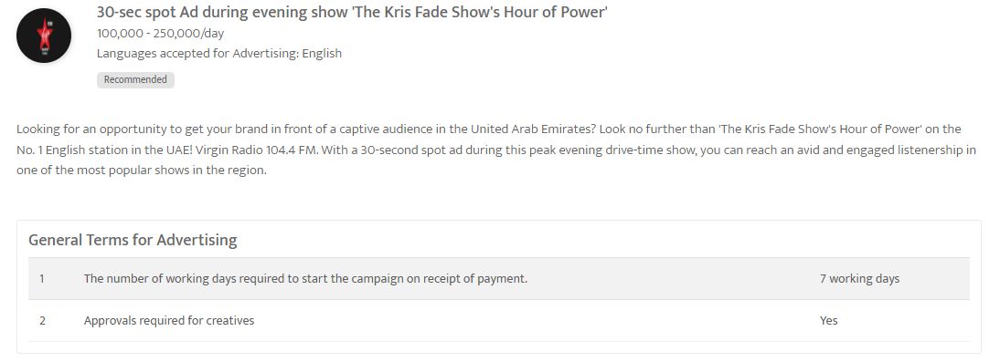 30-sec spot Ad during evening show 'The Kris Fade Show's Hour of Power'
100,000 - 250,000/day
Languages accepted for Advertising: English
Recommended
Looking for an opportunity to get your brand in front of a captive audience in the United Arab Emirates? Look no further than 'The Kris Fade Show's Hour of Power' on the
No. 1 English station in the UAE! Virgin Radio 104.4 FM. With a 30-second spot ad during this peak evening drive-time show, you can reach an avid and engaged listenership in
one of the most popular shows in the region.
General Terms for Advertising
1 The number of working days required to start the campaign on receipt of payment. 7 working days
2 Approvals required for creatives Yes